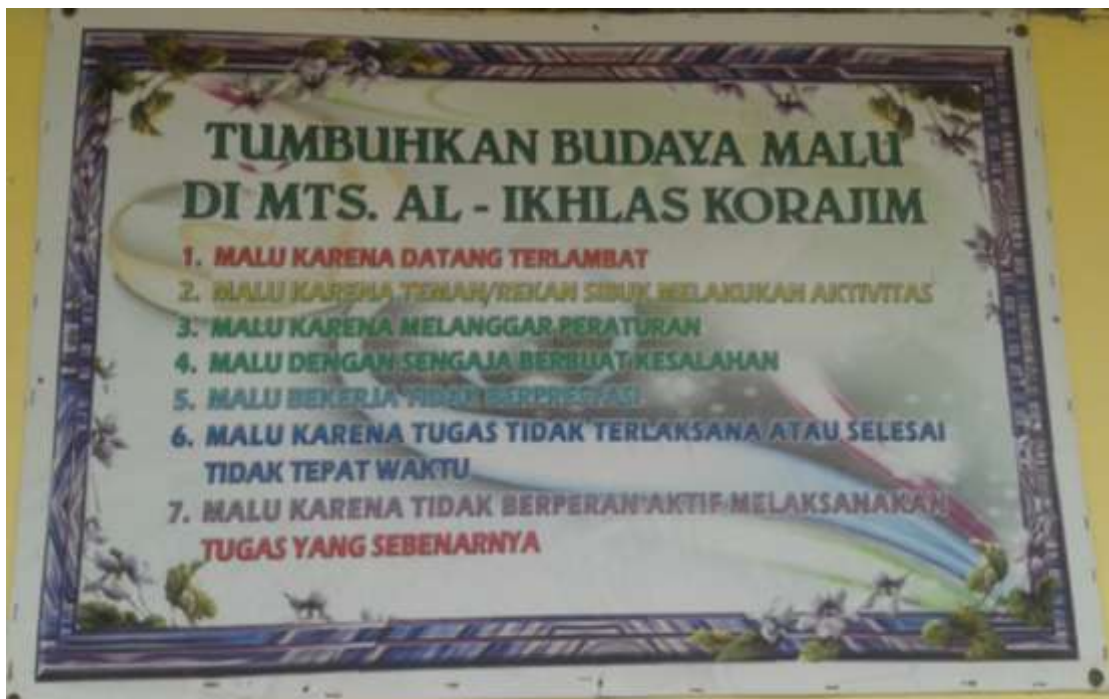 TUMBUHKAN BUDAYA MALU
DI MTS. AL - IKHLAS KORAJIM
1. MALU KARENA DATANG TERLAMBAT
2. MALU KARENA TEMAN/REKAN SIBUK MELAKUKAN AKTIVITAS
3. MALU KARENA MELANGGAR PERATURAN
4. MALU DENGAN SENGAJA BERBUAT KESALAHAN
5. MALU BEKERJA TIDAK BERPRESTASI
6. MALU KARENA TUGAS TIDAK TERLAKSANA ATAU SELESAI
TIDAK TEPAT WAKTU
7. MALU KARENA TIDAK BERPERAN AKTIF MELAKSANAKAN
TUGAS YANG SEBENARNYA